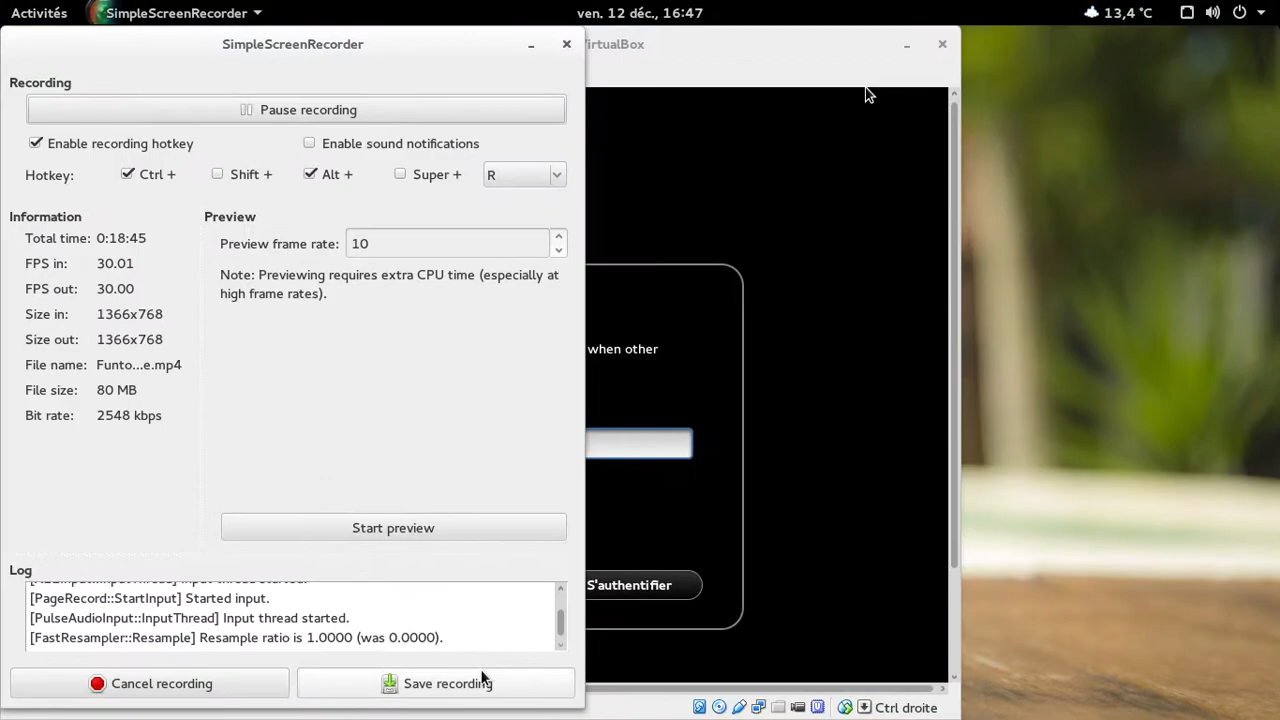 Activités
SimpleScreenRecorder
ven. 12 déc., 16:47
13,4 °C
SimpleScreenRecorder
VirtualBox
Recording
Pause recording
Enable recording hotkey
Enable sound notifications
Hotkey:
Ctrl +
Shift +
Alt +
Super +
R
Information
Total time: 0:18:45
FPS in: 30.01
FPS out: 30.00
Size in: 1366x768
Size out: 1366x768
File name: Funto...e.mp4
File size: 80 MB
Bit rate: 2548 kbps
Preview
Preview frame rate: 10
Note: Previewing requires extra CPU time (especially at
high frame rates).
Start preview
when other
S'authentifier
Log
[PageRecord::StartInput] Started input.
[PulseAudioInput::InputThread] Input thread started.
[FastResampler::Resample] Resample ratio is 1.0000 (was 0.0000).
Cancel recording
Save recording
Ctrl droite